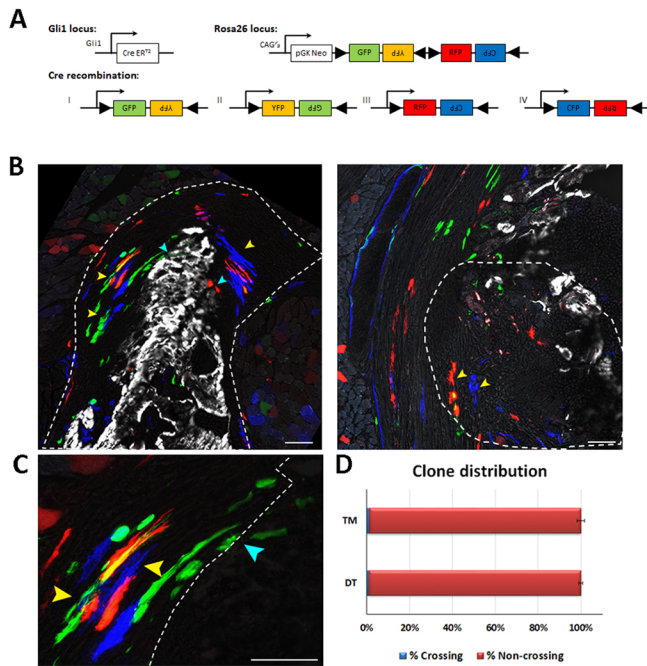 A
Gli1 locus:
Rosa26 locus:
Gli1
Cre ER^T2
CAG
pGK Neo
GFP
YFP
RFP
CFP
Cre recombination:
I
GFP
YFP
II
YFP
GFP
III
RFP
CFP
IV
CFP
RFP
B
C
D
Clone distribution
TM
DT
0%
20%
40%
60%
80%
100%
% Crossing
% Non-crossing